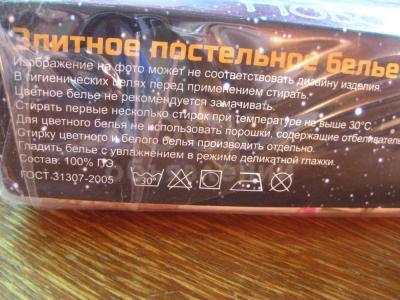 Элитное постельное белье
Изображение на фото может не соответствовать дизайну изделия.
В гигиенических целях перед применением стирать.
Цветное белье не рекомендуется замачивать.
Стирать первые несколько стирок при температуре не выше 30°С.
Для цветного белья не использовать порошки, содержащие отбеливатель
Стирку цветного и белого белья производить отдельно.
Гладить белье с увлажнением в режиме деликатной глажки.
Состав: 100% ПЭ
ГОСТ 31307-2005
30°